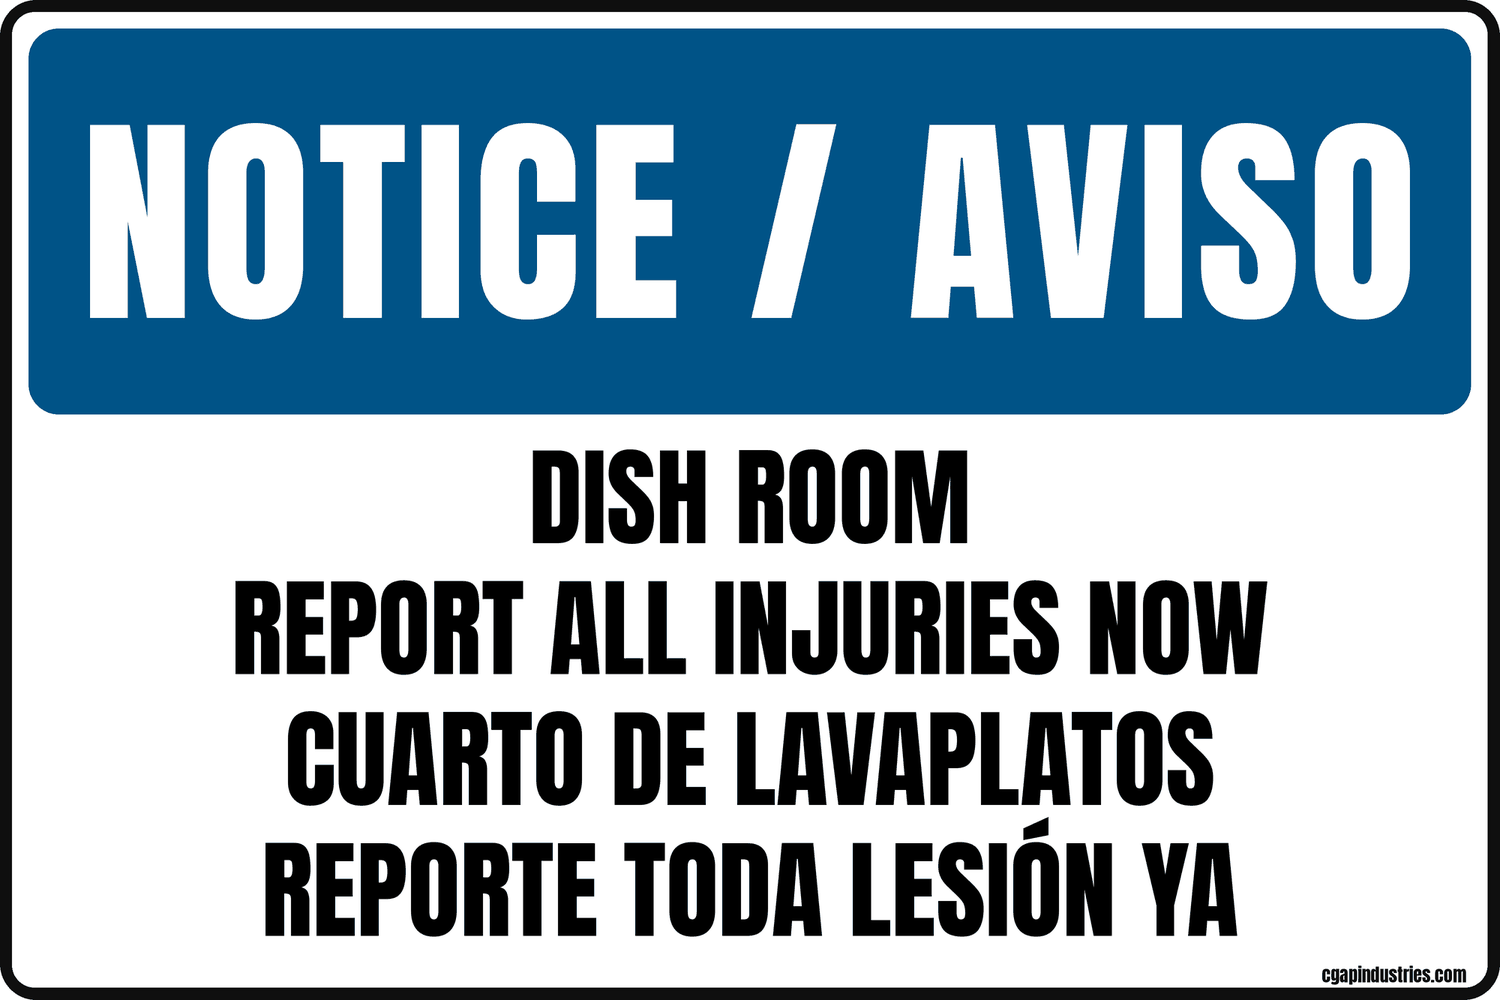 NOTICE / AVISO
DISH ROOM
REPORT ALL INJURIES NOW
CUARTO DE LAVAPLATOS
REPORTE TODA LESIÓN YA
cgapindustries.com